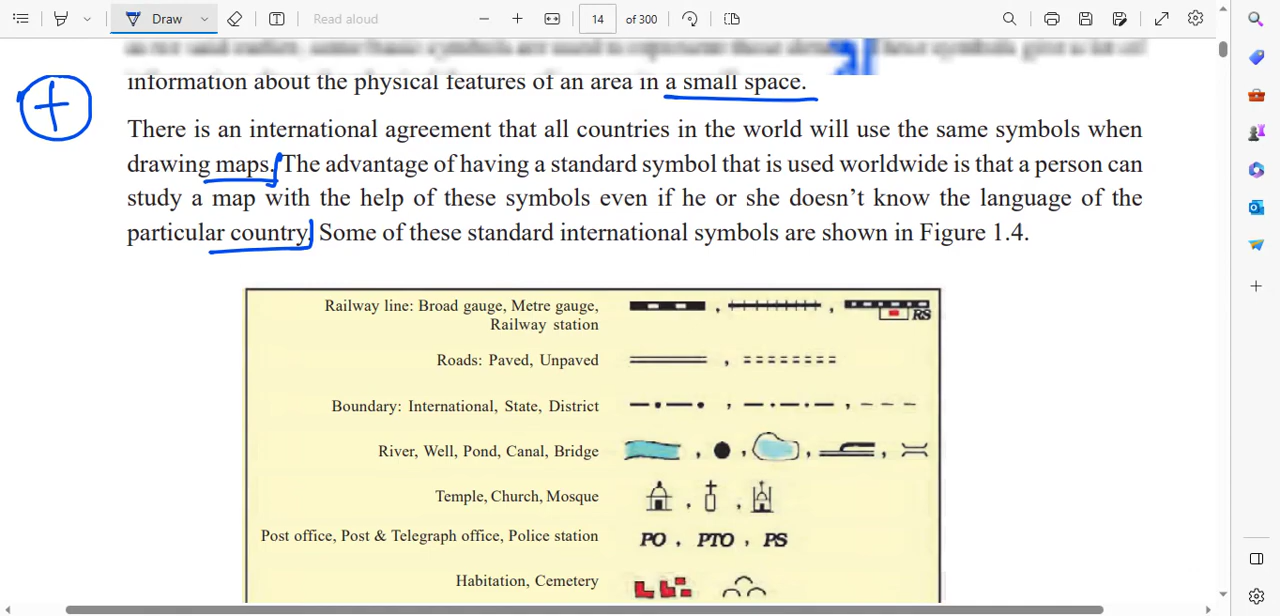 Draw
Read aloud
14 of 300
information about the physical features of an area in a small space.
There is an international agreement that all countries in the world will use the same symbols when
drawing maps. The advantage of having a standard symbol that is used worldwide is that a person can
study a map with the help of these symbols even if he or she doesn’t know the language of the
particular country. Some of these standard international symbols are shown in Figure 1.4.
Railway line: Broad gauge, Metre gauge,
Railway station
RS
Roads: Paved, Unpaved
Boundary: International, State, District
River, Well, Pond, Canal, Bridge
Temple, Church, Mosque
Post office, Post & Telegraph office, Police station
PO , PTO , PS
Habitation, Cemetery